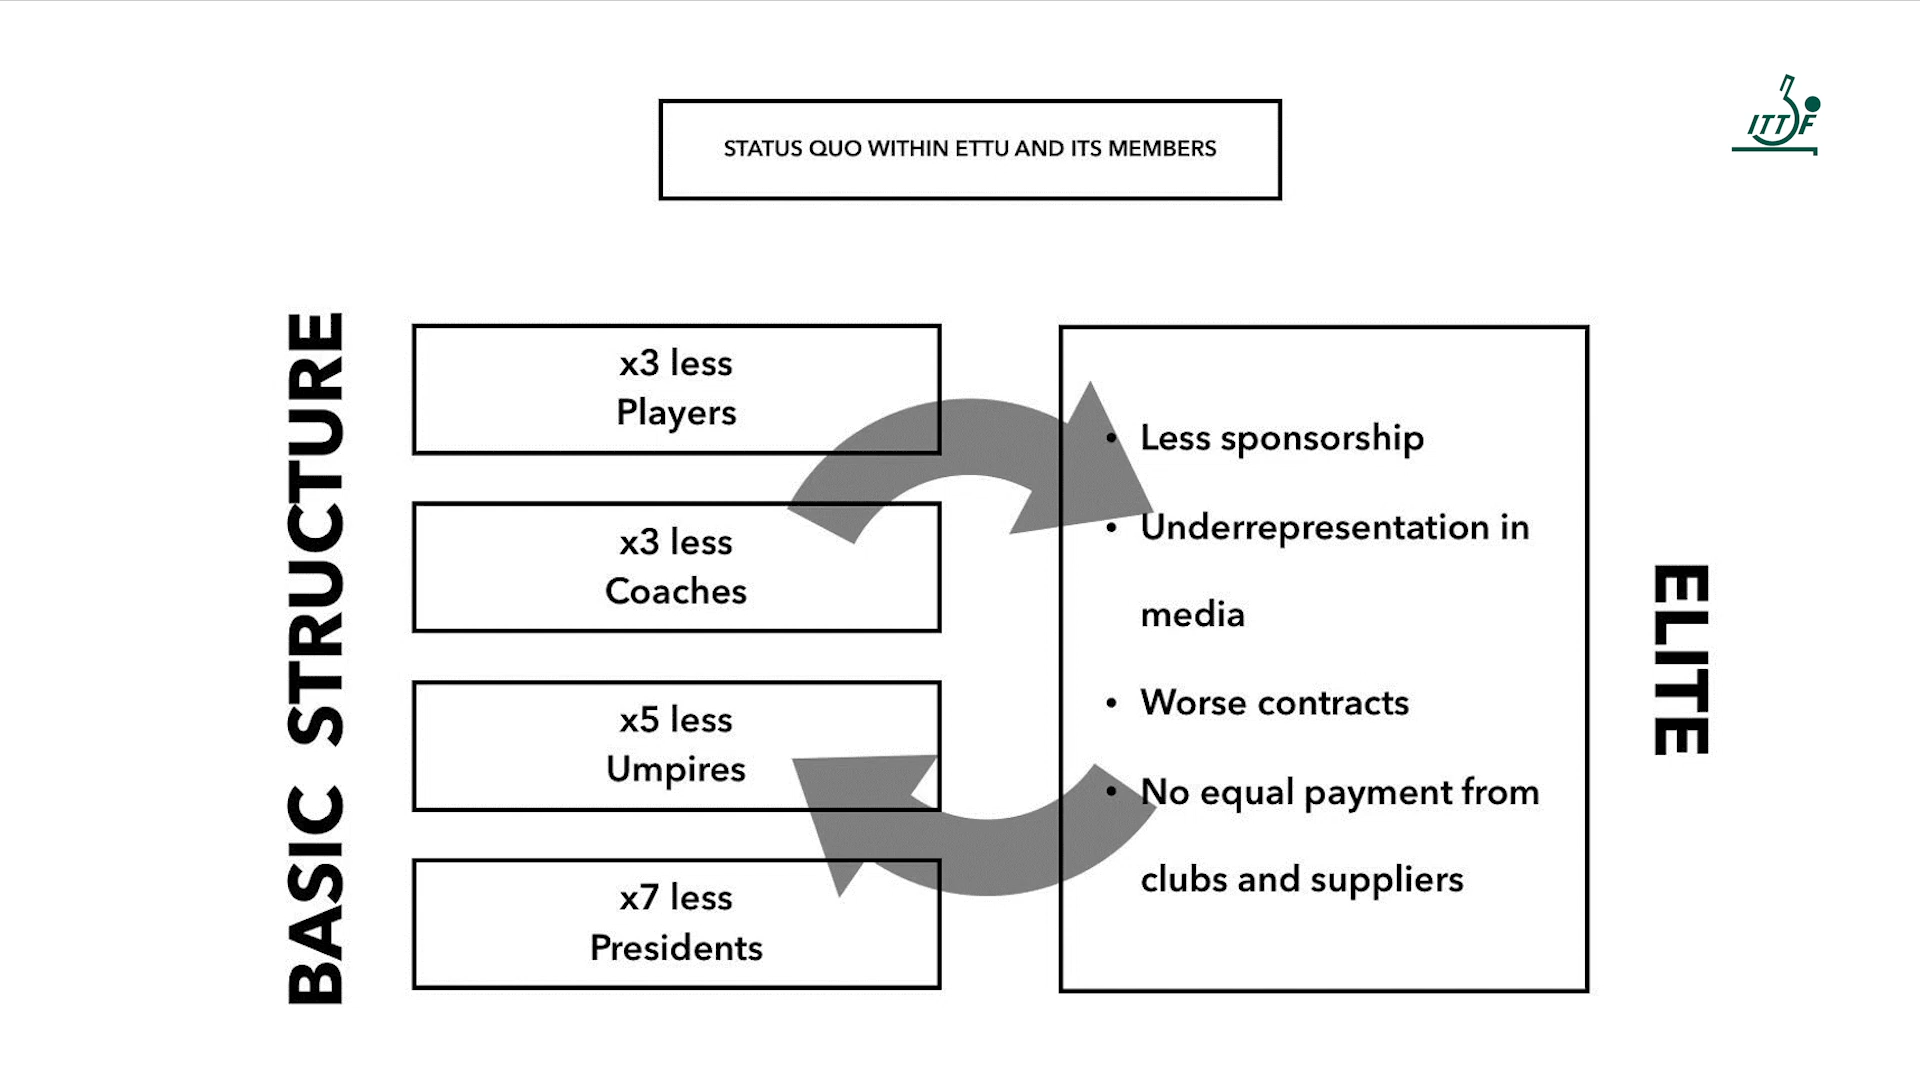 STATUS QUO WITHIN ETTU AND ITS MEMBERS
ITTF
BASIC STRUCTURE
x3 less
Players
x3 less
Coaches
x5 less
Umpires
x7 less
Presidents
• Less sponsorship
• Underrepresentation in
media
• Worse contracts
• No equal payment from
clubs and suppliers
ELITE